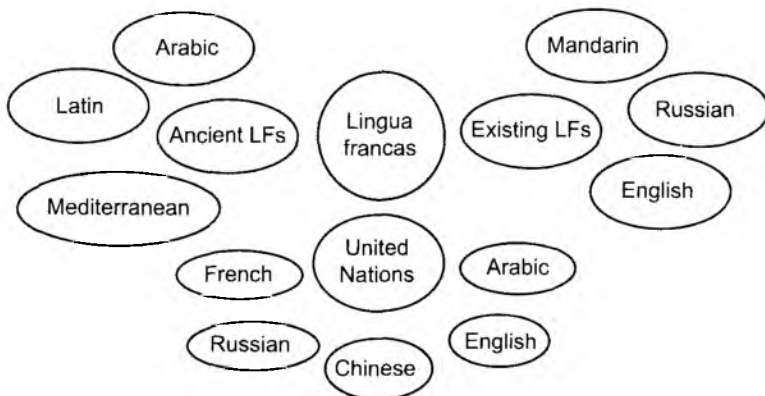 Arabic
Mandarin
Latin
Ancient LFs
Lingua
francas
Existing LFs
Russian
Mediterranean
English
French
United
Nations
Arabic
Russian
Chinese
English